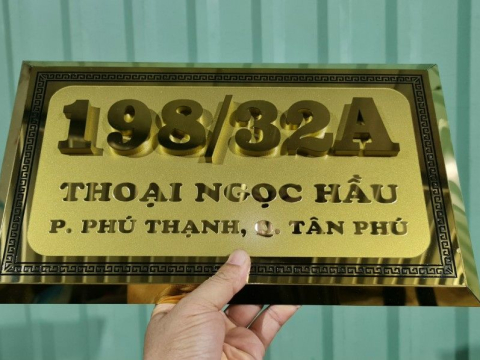 198/32A
THOẠI NGỌC HẦU
P. PHÚ THẠNH, Q. TÂN PHÚ